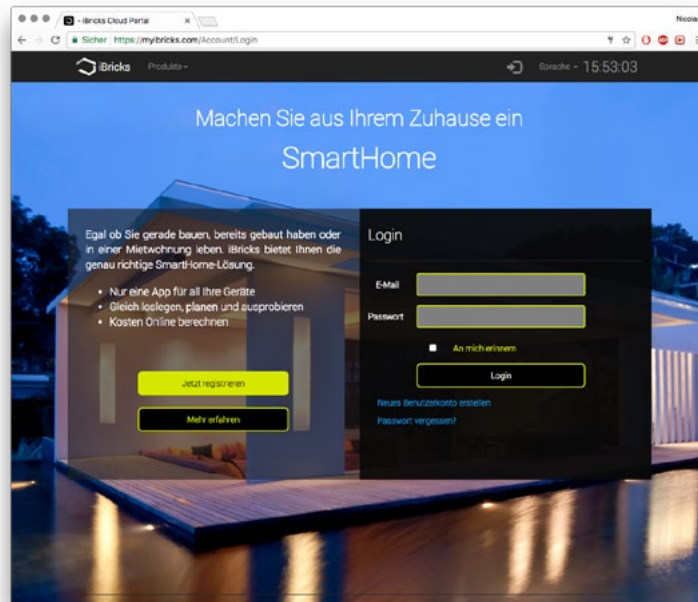 - iBricks Cloud Portal
Nicolas
Sicher https://myibricks.com/Account/Login
iBricks Produkte Sprache 15:53:03
Machen Sie aus Ihrem Zuhause ein
SmartHome
Egal ob Sie gerade bauen, bereits gebaut haben oder
in einer Mietwohnung leben. iBricks bietet Ihnen die
genau richtige SmartHome-Lösung.
• Nur eine App für all Ihre Geräte
• Gleich loslegen, planen und ausprobieren
• Kosten Online berechnen
Jetzt registrieren
Mehr erfahren
Login
E-Mail
Passwort
An mich erinnern
Login
Neues Benutzerkonto erstellen
Passwort vergessen?